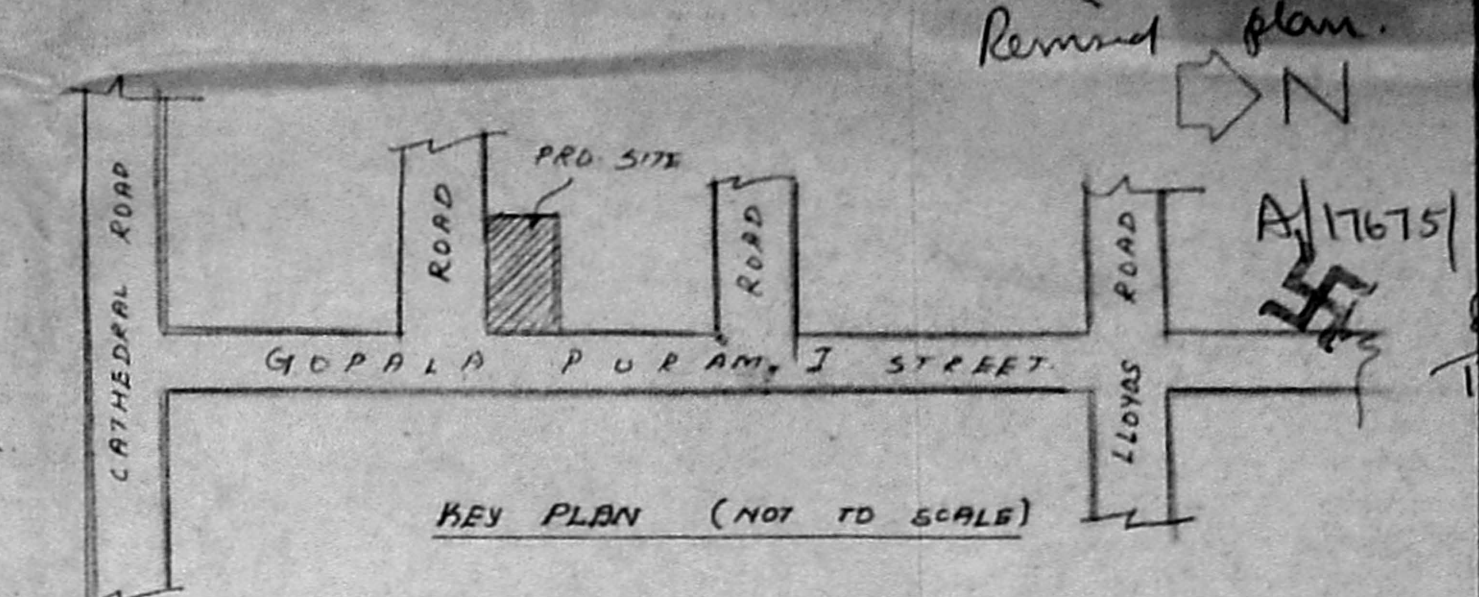 Revised plan.
N
PRO. SITE
A/17675/
CATHEDRAL ROAD
ROAD
ROAD
LLOYDS ROAD
GOPALA PURAM, I STREET.
KEY PLAN (NOT TO SCALE)